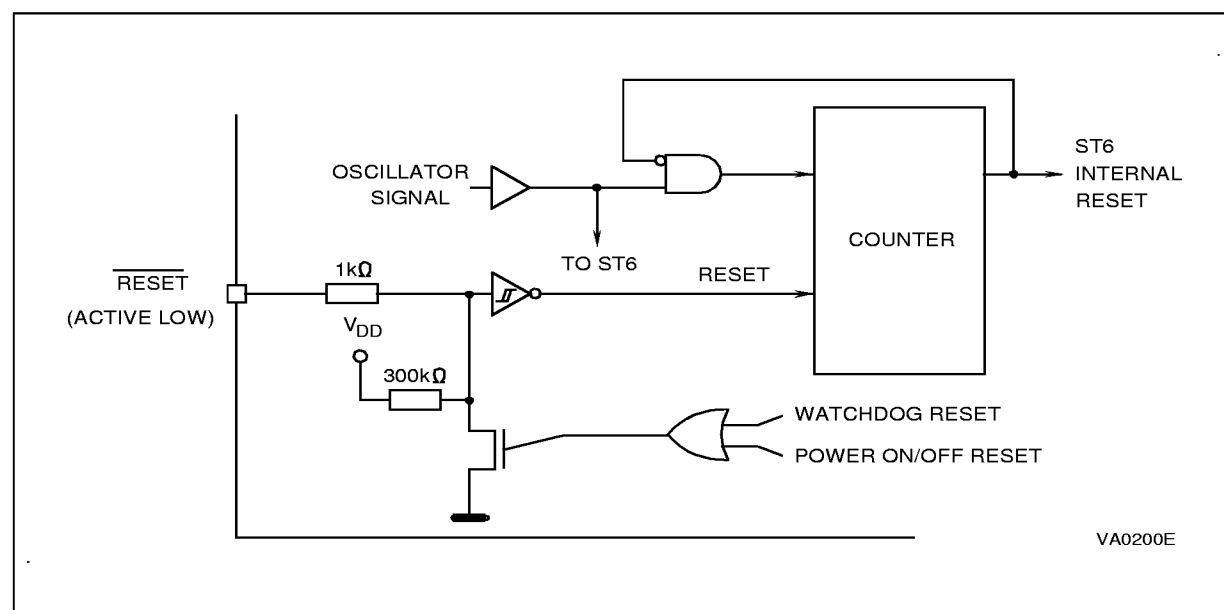 OSCILLATOR
SIGNAL
TO ST6
COUNTER
ST6
INTERNAL
RESET
RESET
(ACTIVE LOW)
1kΩ
RESET
VDD
300kΩ
WATCHDOG RESET
POWER ON/OFF RESET
VA0200E